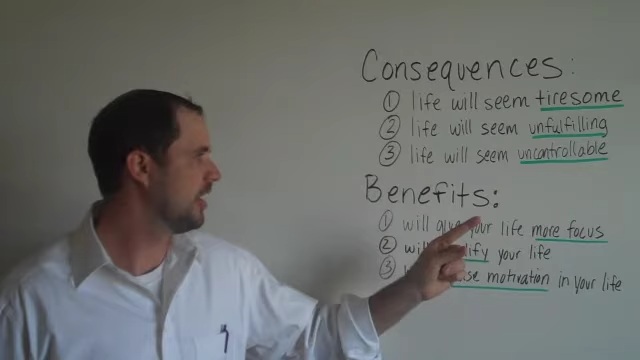 Consequences:
① life will seem tiresome
② life will seem unfulfilling
③ life will seem uncontrollable
Benefits:
① will give your life more focus
② will your life
③ motivation in your life